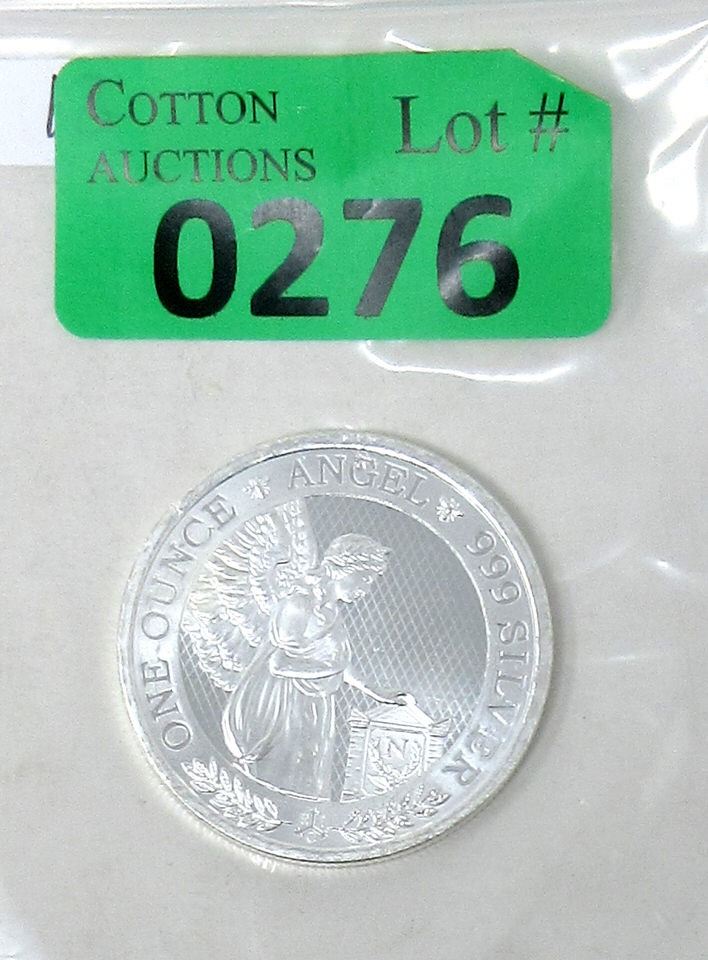 COTTON
AUCTIONS
Lot #
0276
ONE OUNCE ANGEL 999 SILVER
N